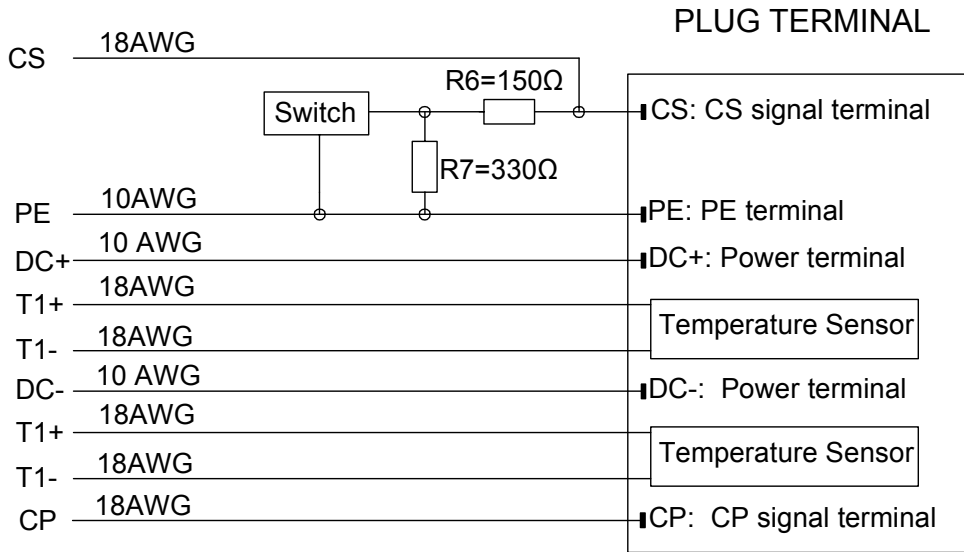 PLUG TERMINAL
CS 18AWG
R6=150Ω
Switch
CS: CS signal terminal
R7=330Ω
PE 10AWG PE: PE terminal
DC+ 10 AWG DC+: Power terminal
T1+ 18AWG
Temperature Sensor
T1- 18AWG
DC- 10 AWG DC-: Power terminal
T1+ 18AWG
Temperature Sensor
T1- 18AWG
CP 18AWG CP: CP signal terminal